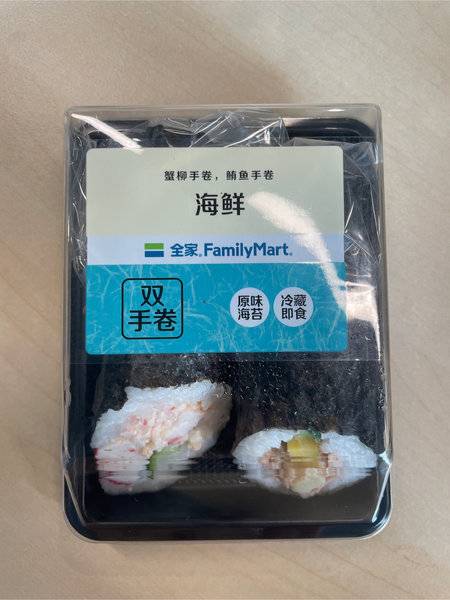 蟹柳手卷，鲔鱼手卷
海鲜
全家® FamilyMart®
双
手卷
原味
海苔
冷藏
即食